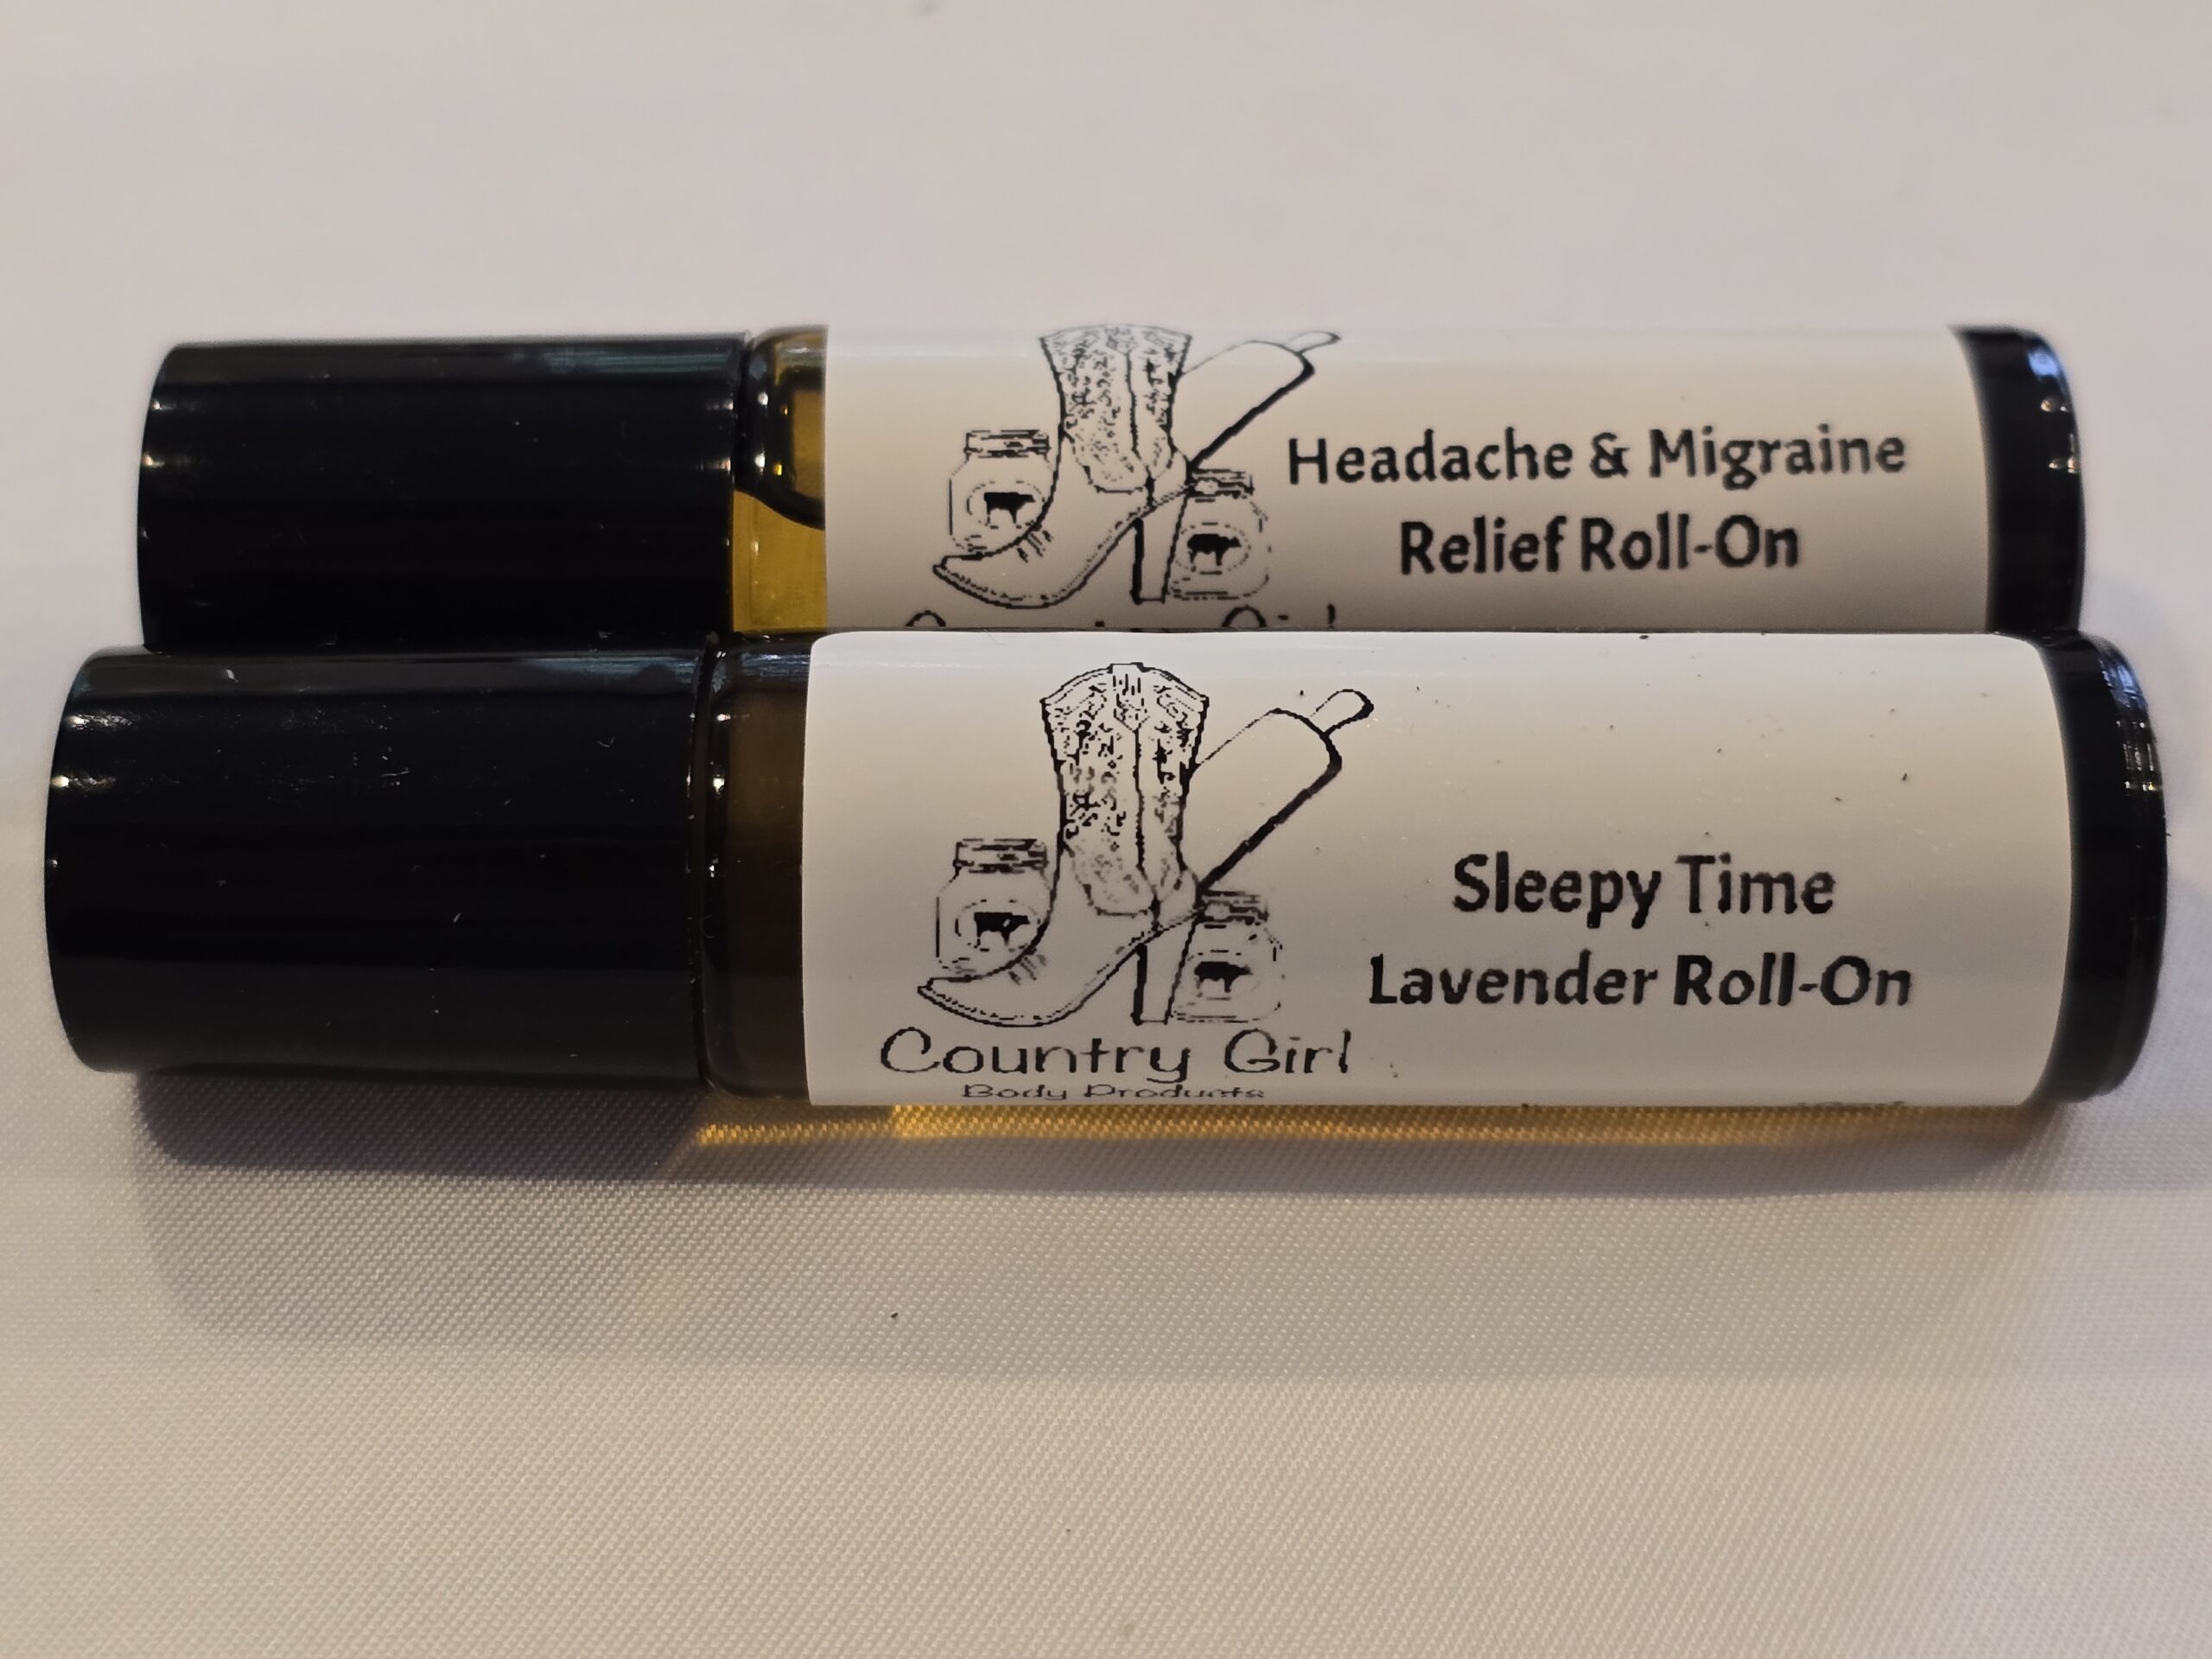 Headache & Migraine
Relief Roll-On
Sleepy Time
Lavender Roll-On
Country Girl
Body Products